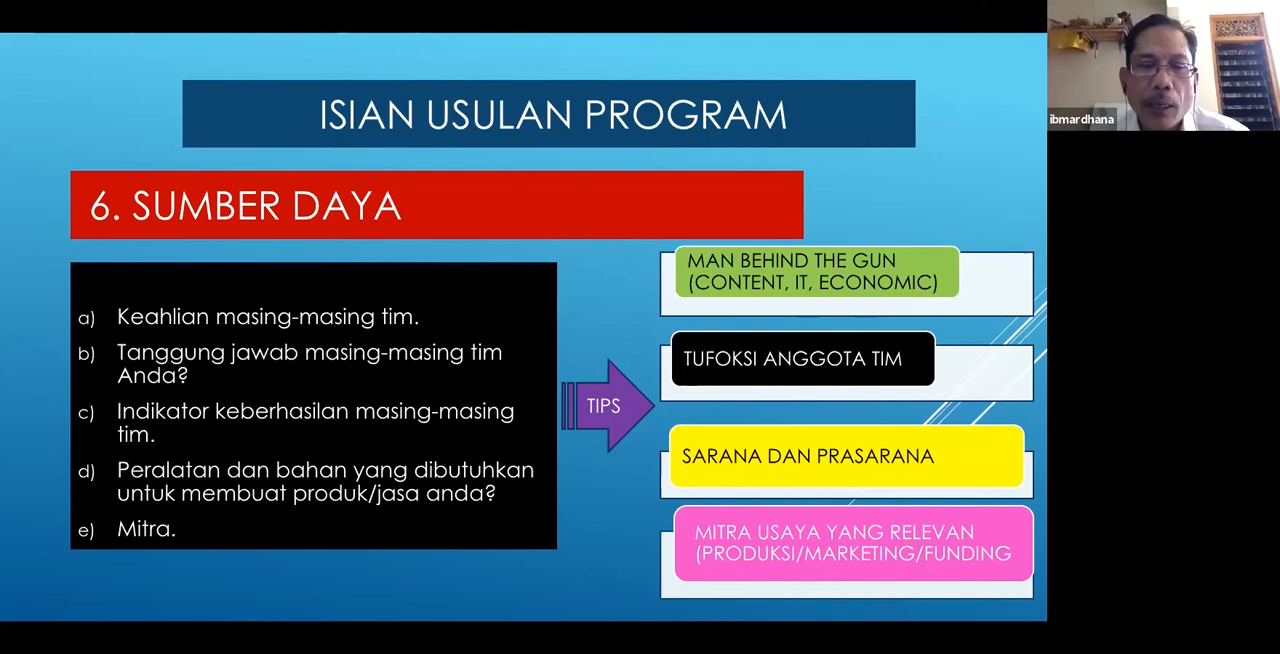 ISIAN USULAN PROGRAM
6. SUMBER DAYA
a) Keahlian masing-masing tim.
b) Tanggung jawab masing-masing tim
Anda?
c) Indikator keberhasilan masing-masing
tim.
d) Peralatan dan bahan yang dibutuhkan
untuk membuat produk/jasa anda?
e) Mitra.
TIPS
MAN BEHIND THE GUN
(CONTENT, IT, ECONOMIC)
TUFOKSI ANGGOTA TIM
SARANA DAN PRASARANA
MITRA USAYA YANG RELEVAN
(PRODUKSI/MARKETING/FUNDING
ibmardhana